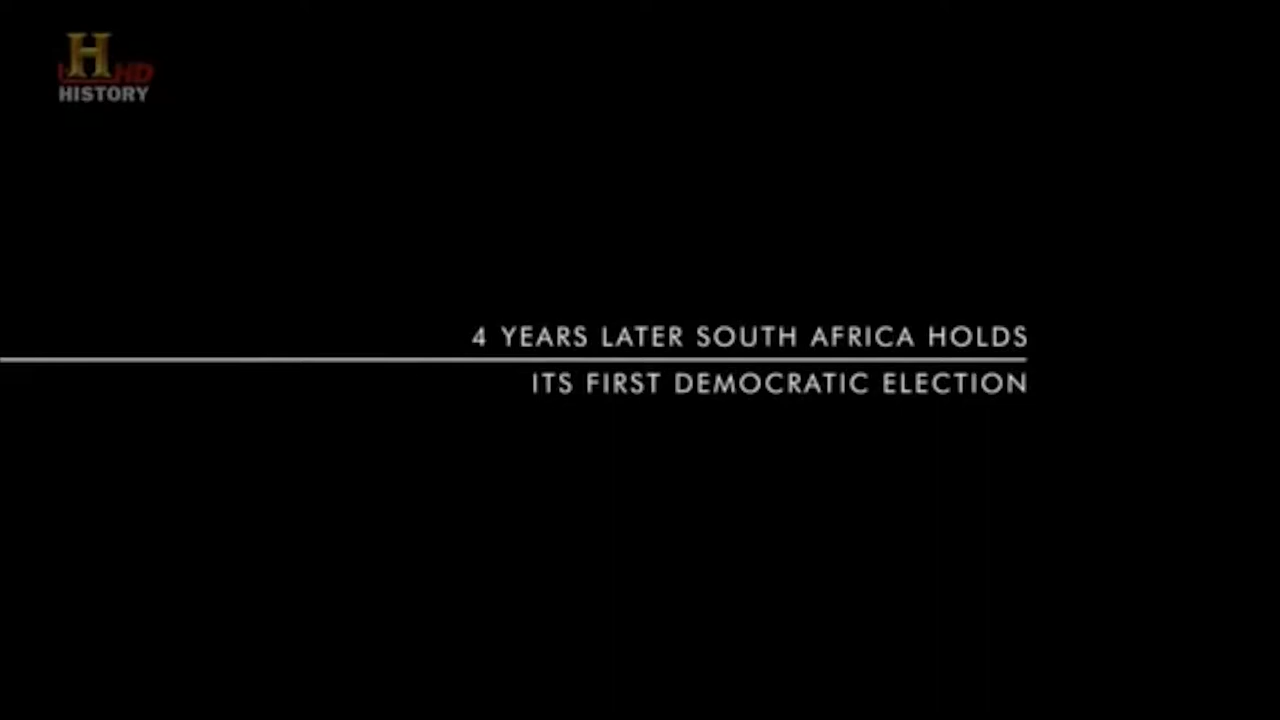 H
HD
HISTORY
4 YEARS LATER SOUTH AFRICA HOLDS
ITS FIRST DEMOCRATIC ELECTION